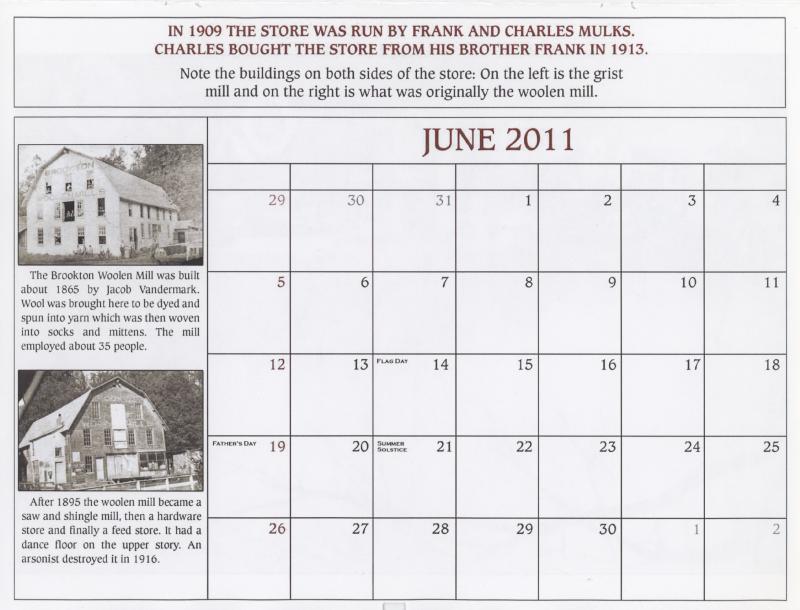 IN 1909 THE STORE WAS RUN BY FRANK AND CHARLES MULKS.
CHARLES BOUGHT THE STORE FROM HIS BROTHER FRANK IN 1913.
Note the buildings on both sides of the store: On the left is the grist
mill and on the right is what was originally the woolen mill.
BROOKTON
The Brookton Woolen Mill was built
about 1865 by Jacob Vandermark.
Wool was brought here to be dyed and
spun into yarn which was then woven
into socks and mittens. The mill
employed about 35 people.
After 1895 the woolen mill became a
saw and shingle mill, then a hardware
store and finally a feed store. It had a
dance floor on the upper story. An
arsonist destroyed it in 1916.
JUNE 2011
29 30 31 1 2 3 4
5 6 7 8 9 10 11
12 13 FLAG DAY 14 15 16 17 18
FATHER'S DAY 19 20 SUMMER SOLSTICE 21 22 23 24 25
26 27 28 29 30 1 2